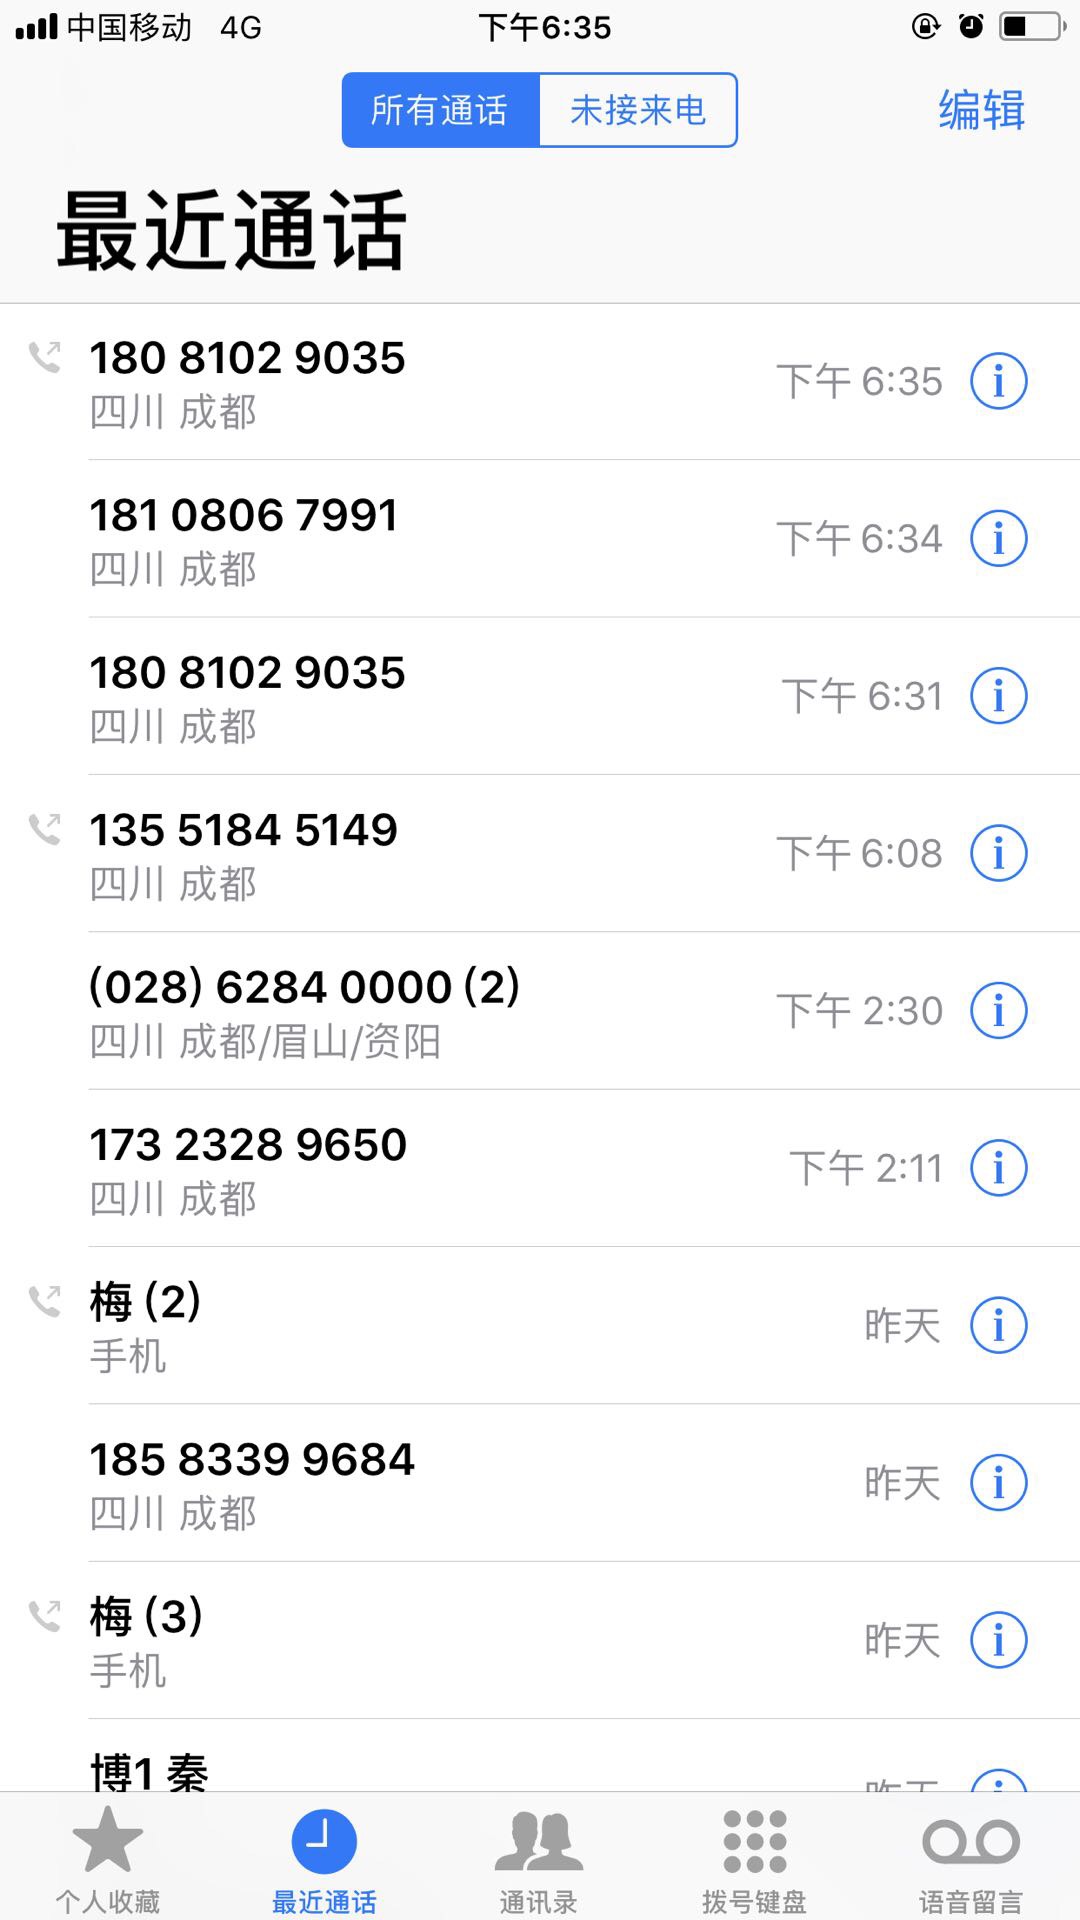 中国移动 4G 下午6:35
所有通话 未接来电 编辑
最近通话
180 8102 9035
四川 成都
下午 6:35
181 0806 7991
四川 成都
下午 6:34
180 8102 9035
四川 成都
下午 6:31
135 5184 5149
四川 成都
下午 6:08
(028) 6284 0000 (2)
四川 成都/眉山/资阳
下午 2:30
173 2328 9650
四川 成都
下午 2:11
梅 (2)
手机
昨天
185 8339 9684
四川 成都
昨天
梅 (3)
手机
昨天
博1 秦
昨天
个人收藏 最近通话 通讯录 拨号键盘 语音留言